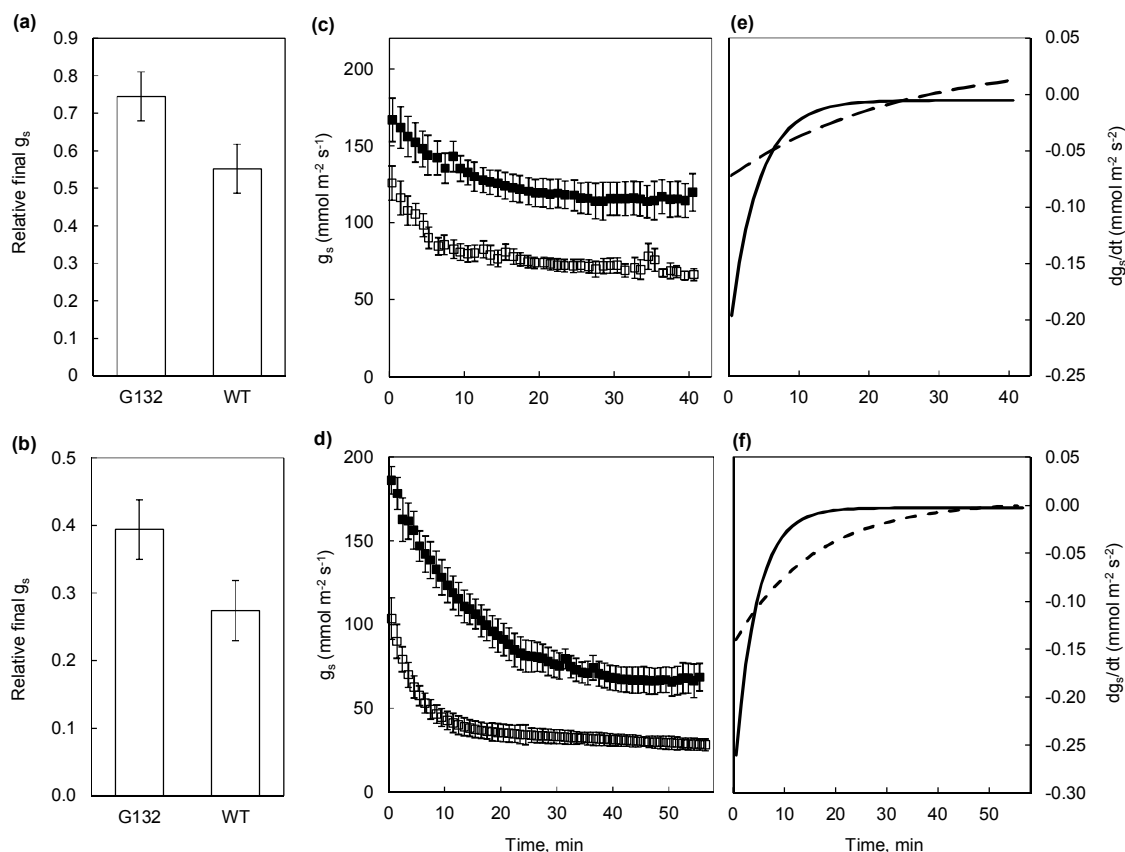 (a)
0.9
0.8
0.7
0.6
0.5
0.4
0.3
0.2
0.1
0
Relative final gs
G132 WT
(c)
200
150
100
50
0
gs (mmol m-2 s-1)
0 10 20 30 40
(e)
0.05
0.00
-0.05
-0.10
-0.15
-0.20
-0.25
dgs/dt (mmol m-2 s-2)
0 10 20 30 40
(b)
0.5
0.4
0.3
0.2
0.1
0.0
Relative final gs
G132 WT
(d)
200
150
100
50
0
gs (mmol m-2 s-1)
0 10 20 30 40 50
Time, min
(f)
0.05
0.00
-0.05
-0.10
-0.15
-0.20
-0.25
-0.30
dgs/dt (mmol m-2 s-2)
0 10 20 30 40 50
Time, min